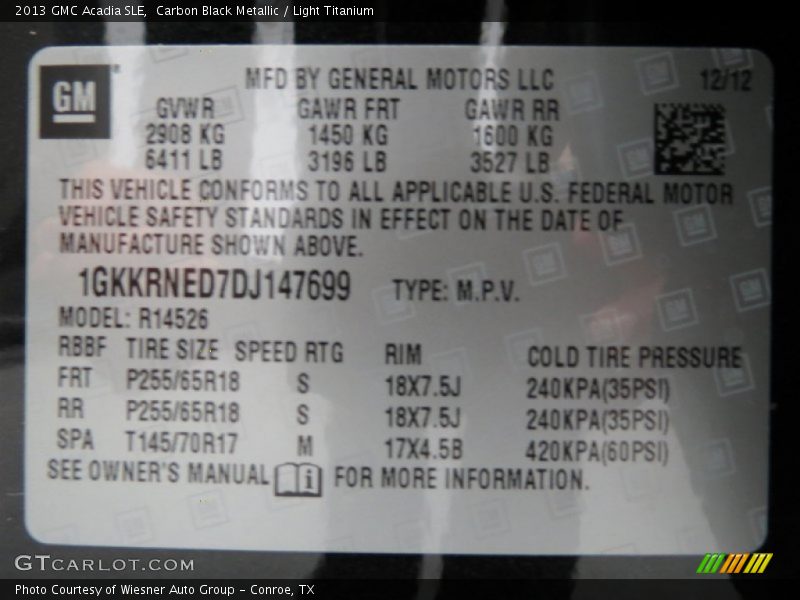 2013 GMC Acadia SLE,  Carbon Black Metallic / Light Titanium
GM
MFD BY GENERAL MOTORS LLC 12/12
GVWR GAWR FRT GAWR RR
2908 KG 1450 KG 1600 KG
6411 LB 3196 LB 3527 LB
THIS VEHICLE CONFORMS TO ALL APPLICABLE U.S. FEDERAL MOTOR
VEHICLE SAFETY STANDARDS IN EFFECT ON THE DATE OF
MANUFACTURE SHOWN ABOVE.
1GKKRNED7DJ147699 TYPE: M.P.V.
MODEL: R14526
RBBF TIRE SIZE SPEED RTG RIM COLD TIRE PRESSURE
FRT P255/65R18 S 18X7.5J 240KPA(35PSI)
RR P255/65R18 S 18X7.5J 240KPA(35PSI)
SPA T145/70R17 M 17X4.5B 420KPA(60PSI)
SEE OWNER'S MANUAL FOR MORE INFORMATION.
GTCARLOT.COM
Photo Courtesy of Wiesner Auto Group - Conroe, TX